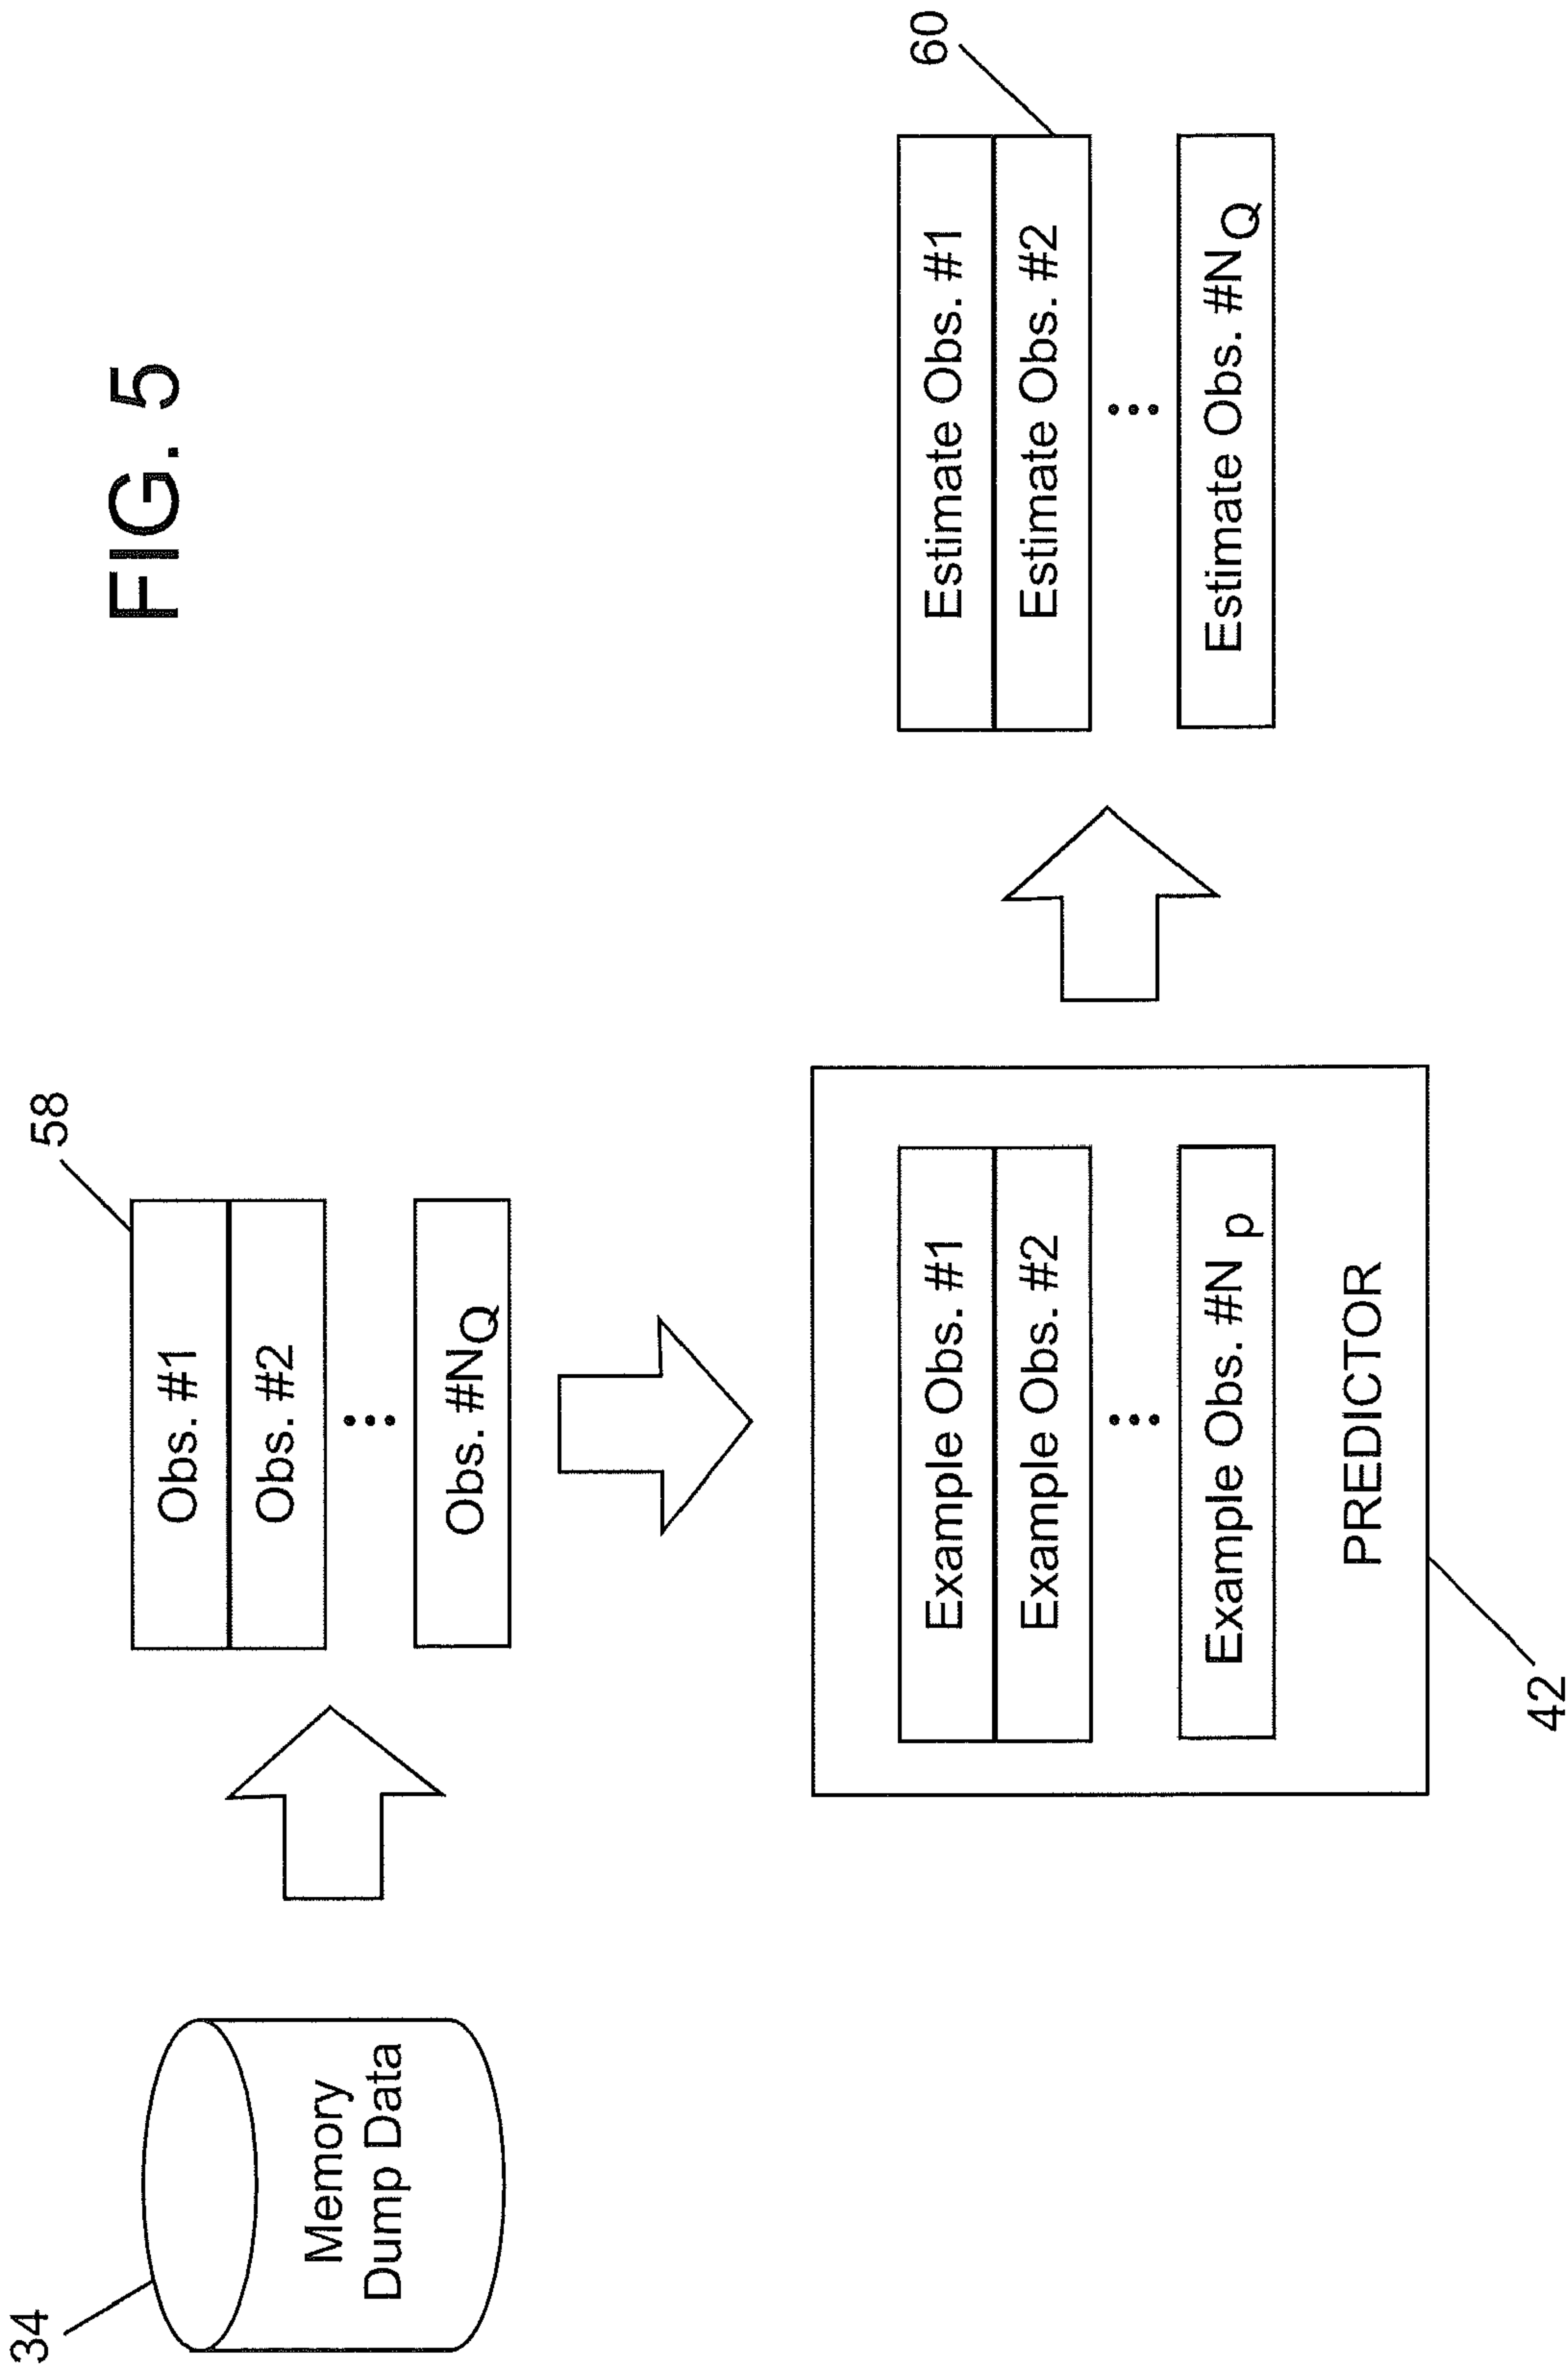 FIG. 5
34
Memory
Dump Data
58
Obs. #1
Obs. #2
Obs. #NQ
Example Obs. #1
Example Obs. #2
Example Obs. #Np
PREDICTOR
42
60
Estimate Obs. #1
Estimate Obs. #2
Estimate Obs. #NQ